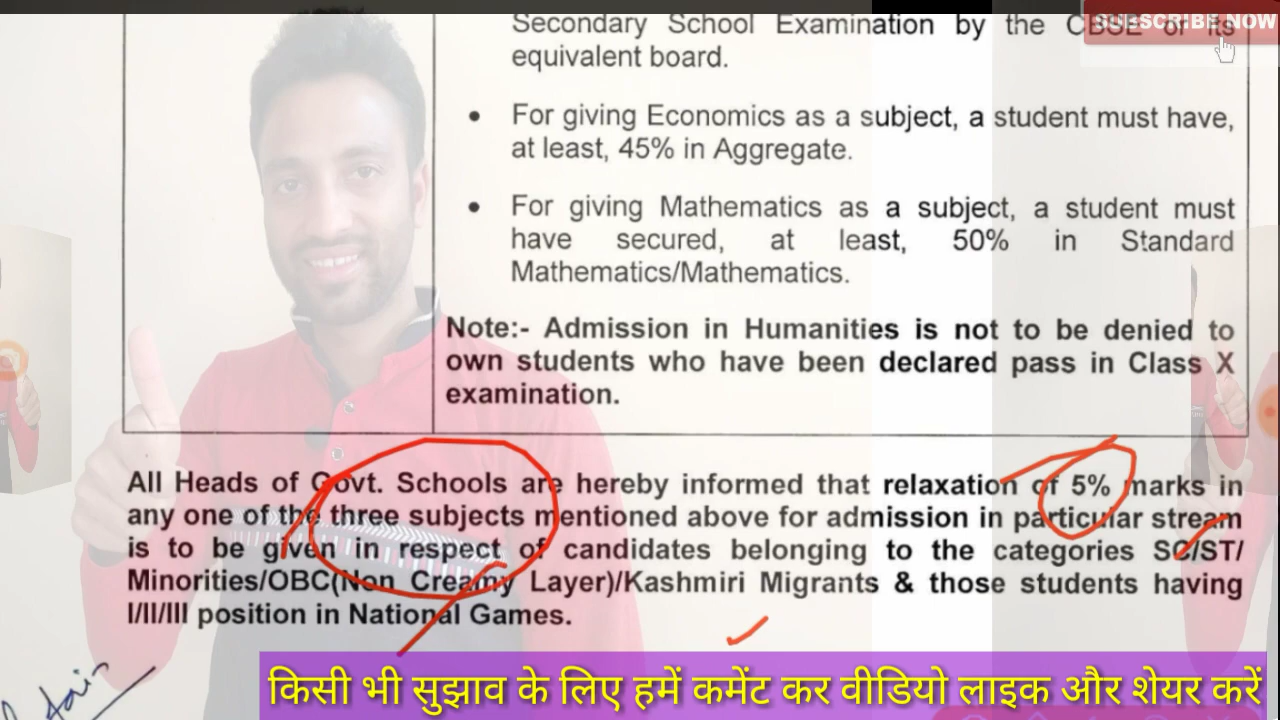 SUBSCRIBE NOW
Secondary School Examination by the CBSE or its
equivalent board.
• For giving Economics as a subject, a student must have,
at least, 45% in Aggregate.
• For giving Mathematics as a subject, a student must
have secured, at least, 50% in Standard
Mathematics/Mathematics.
Note:- Admission in Humanities is not to be denied to
own students who have been declared pass in Class X
examination.
All Heads of Govt. Schools are hereby informed that relaxation of 5% marks in
any one of the three subjects mentioned above for admission in particular stream
is to be given in respect of candidates belonging to the categories SC/ST/
Minorities/OBC(Non Creamy Layer)/Kashmiri Migrants & those students having
I/II/III position in National Games.
किसी भी सुझाव के लिए हमें कमेंट कर वीडियो लाइक और शेयर करें